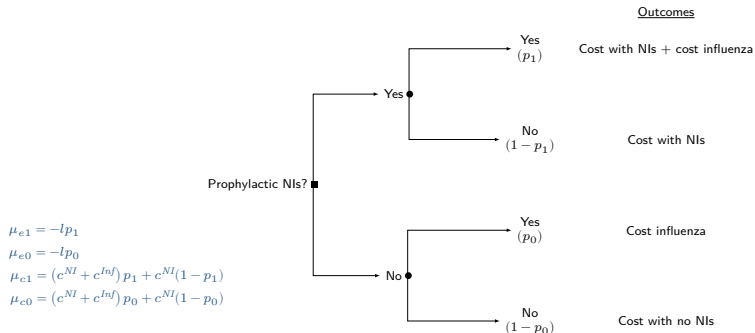 Outcomes
Yes
(p₁)
Cost with NIs + cost influenza
Yes
No
(1 − p₁)
Cost with NIs
Prophylactic NIs?
Yes
(p₀)
Cost influenza
No
No
(1 − p₀)
Cost with no NIs
μₑ₁ = −lp₁
μₑ₀ = −lp₀
μ_c1 = (c^NI + c^Inf) p₁ + c^NI(1 − p₁)
μ_c0 = (c^NI + c^Inf) p₀ + c^NI(1 − p₀)